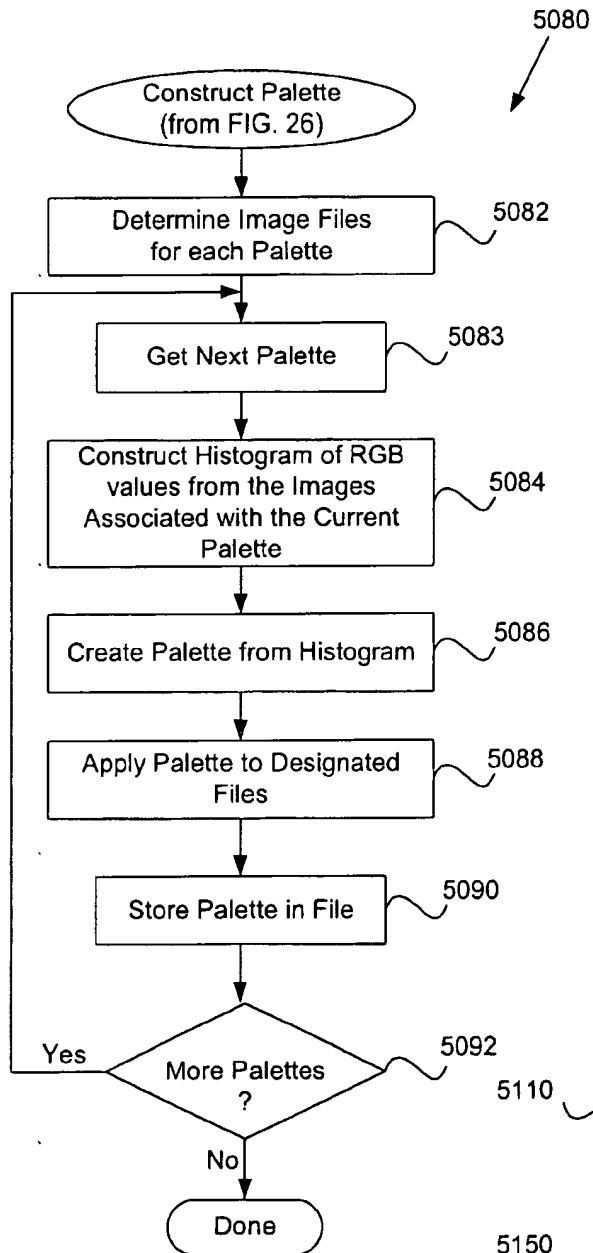 5080
Construct Palette
(from FIG. 26)
Determine Image Files
for each Palette
5082
Get Next Palette
5083
Construct Histogram of RGB
values from the Images
Associated with the Current
Palette
5084
Create Palette from Histogram
5086
Apply Palette to Designated
Files
5088
Store Palette in File
5090
Yes
More Palettes
?
5092
5110
No
Done
5150